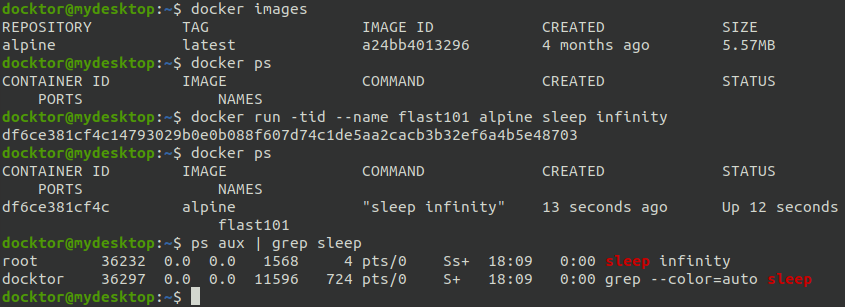 docktor@mydesktop:~$ docker images
REPOSITORY          TAG                 IMAGE ID            CREATED             SIZE
alpine              latest              a24bb4013296        4 months ago        5.57MB
docktor@mydesktop:~$ docker ps
CONTAINER ID        IMAGE               COMMAND             CREATED             STATUS
    PORTS               NAMES
docktor@mydesktop:~$ docker run -tid --name flast101 alpine sleep infinity
df6ce381cf4c14793029b0e0b088f607d74c1de5aa2cacb3b32ef6a4b5e48703
docktor@mydesktop:~$ docker ps
CONTAINER ID        IMAGE               COMMAND             CREATED             STATUS
    PORTS               NAMES
df6ce381cf4c        alpine              "sleep infinity"    13 seconds ago      Up 12 seconds
                        flast101
docktor@mydesktop:~$ ps aux | grep sleep
root       36232  0.0  0.0   1568     4 pts/0    Ss+  18:09   0:00 sleep infinity
docktor    36297  0.0  0.0  11596   724 pts/0    S+   18:09   0:00 grep --color=auto sleep
docktor@mydesktop:~$